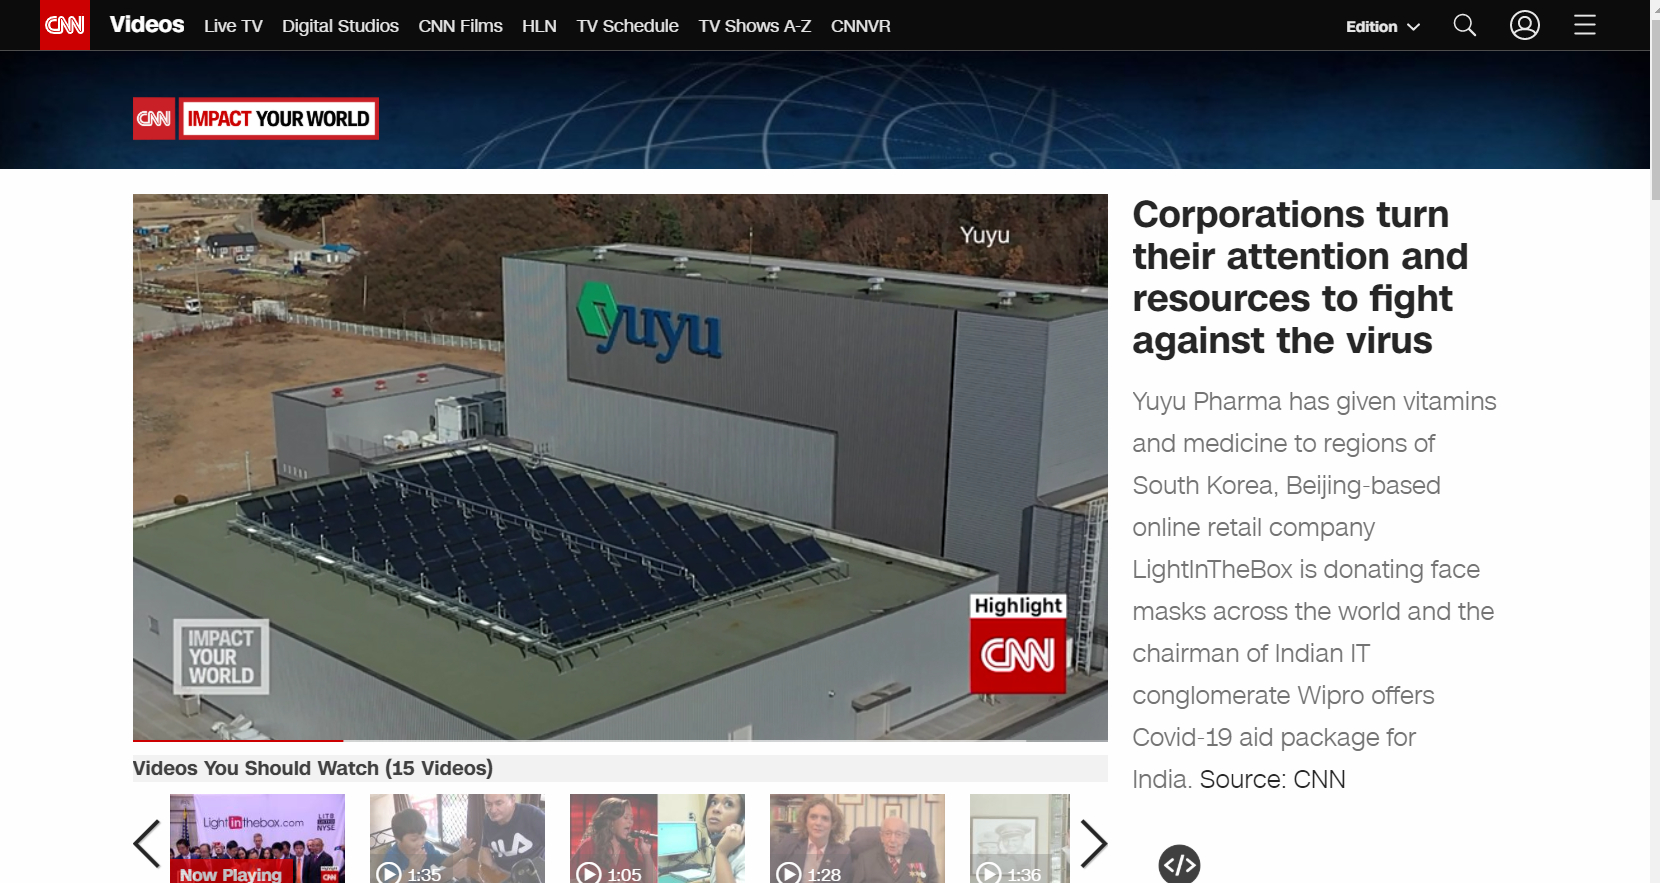 CNN Videos Live TV Digital Studios CNN Films HLN TV Schedule TV Shows A-Z CNNVR Edition
CNN IMPACT YOUR WORLD
Yuyu
yuyu
IMPACT
YOUR
WORLD
Highlight
CNN
Corporations turn
their attention and
resources to fight
against the virus
Yuyu Pharma has given vitamins
and medicine to regions of
South Korea, Beijing-based
online retail company
LightInTheBox is donating face
masks across the world and the
chairman of Indian IT
conglomerate Wipro offers
Covid-19 aid package for
India. Source: CNN
Videos You Should Watch (15 Videos)
Lightinthebox.com
LITB
NYSE
CNN
Now Playing
1:35
1:05
1:28
1:36